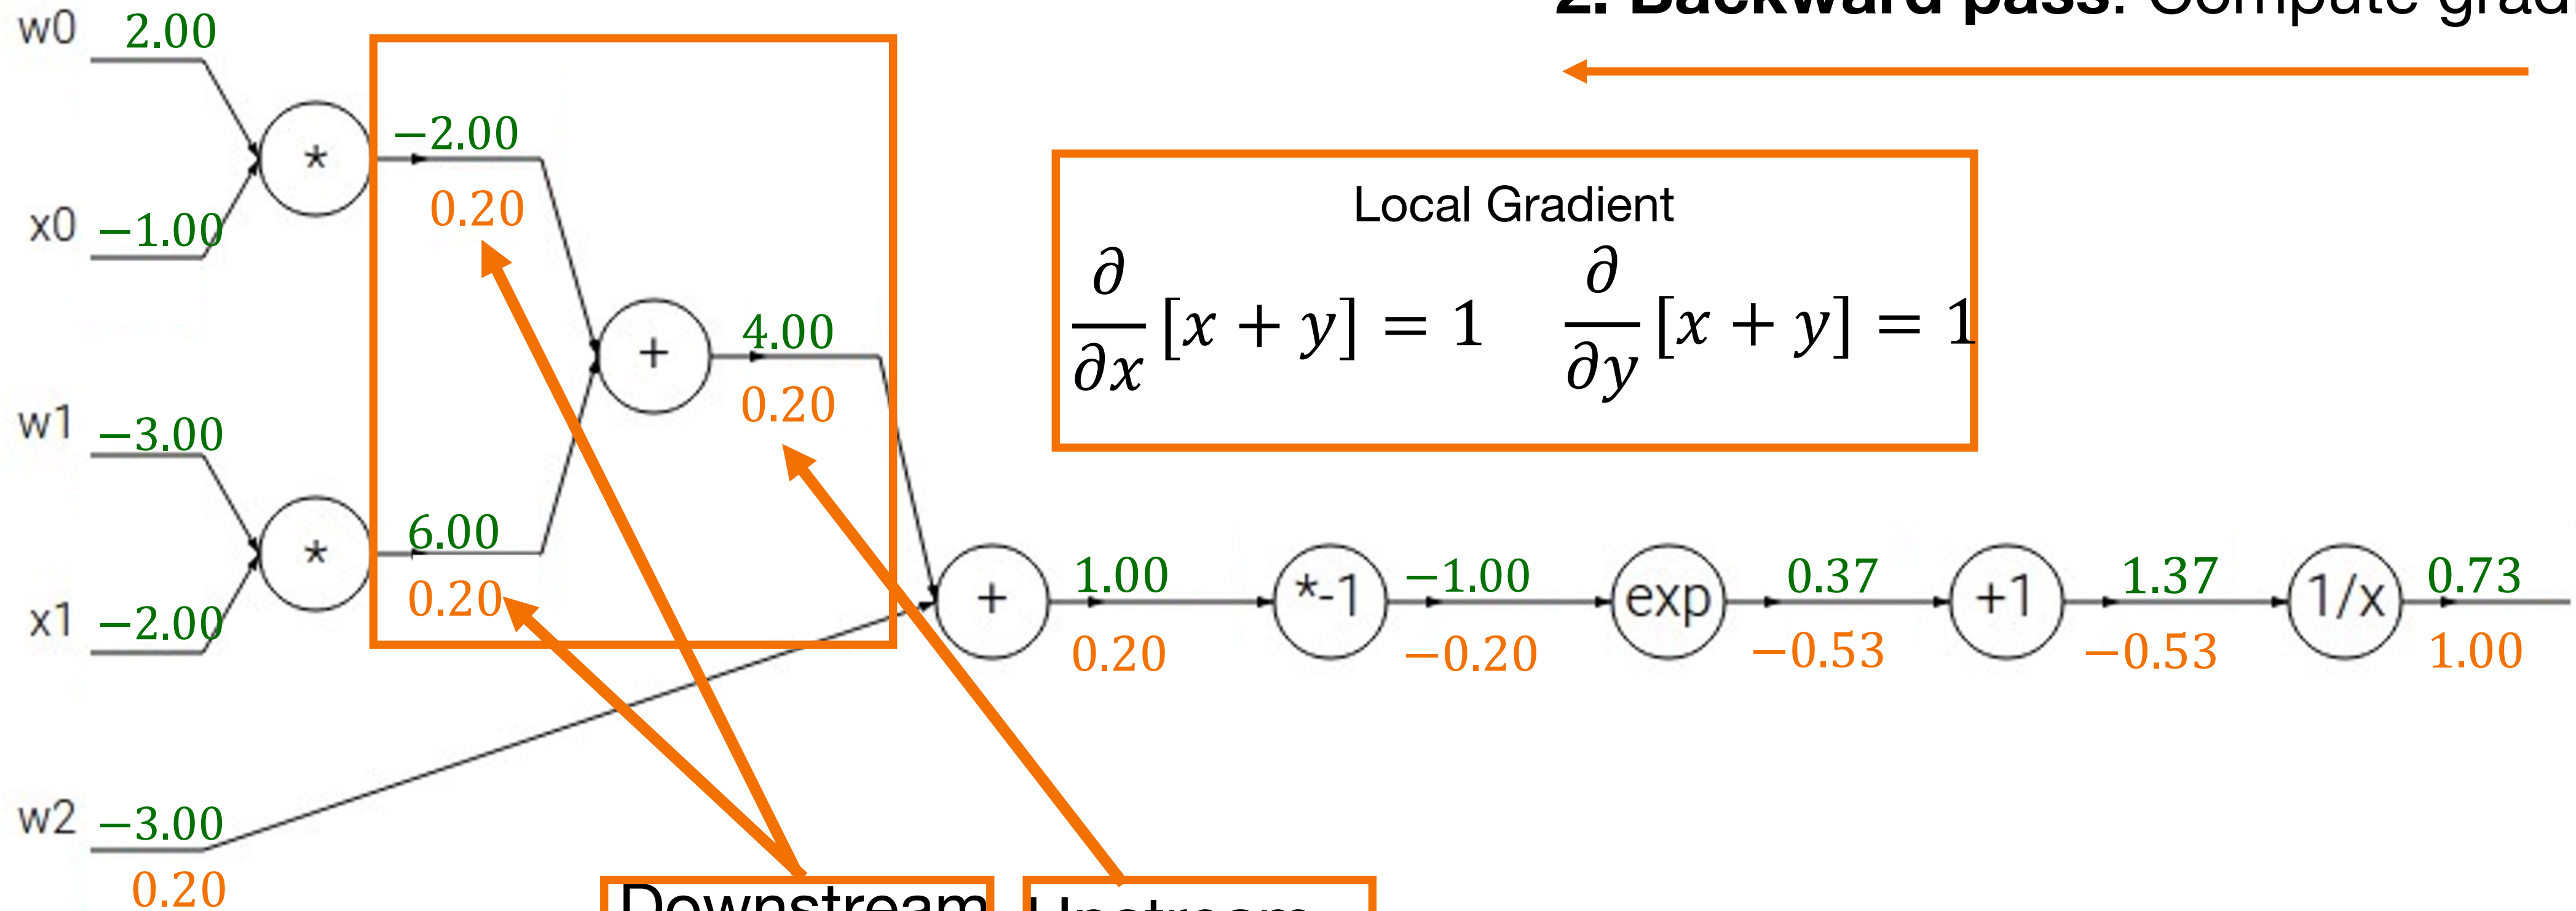 2. Backward pass: Compute grad
w0 2.00
*
−2.00
0.20
x0 −1.00
Local Gradient
∂/∂x [x + y] = 1 ∂/∂y [x + y] = 1
+
4.00
0.20
w1 −3.00
*
6.00
0.20
x1 −2.00
+ 1.00 *-1 −1.00 exp 0.37 +1 1.37 1/x 0.73
0.20 −0.20 −0.53 −0.53 1.00
w2 −3.00
0.20
Downstream Upstream